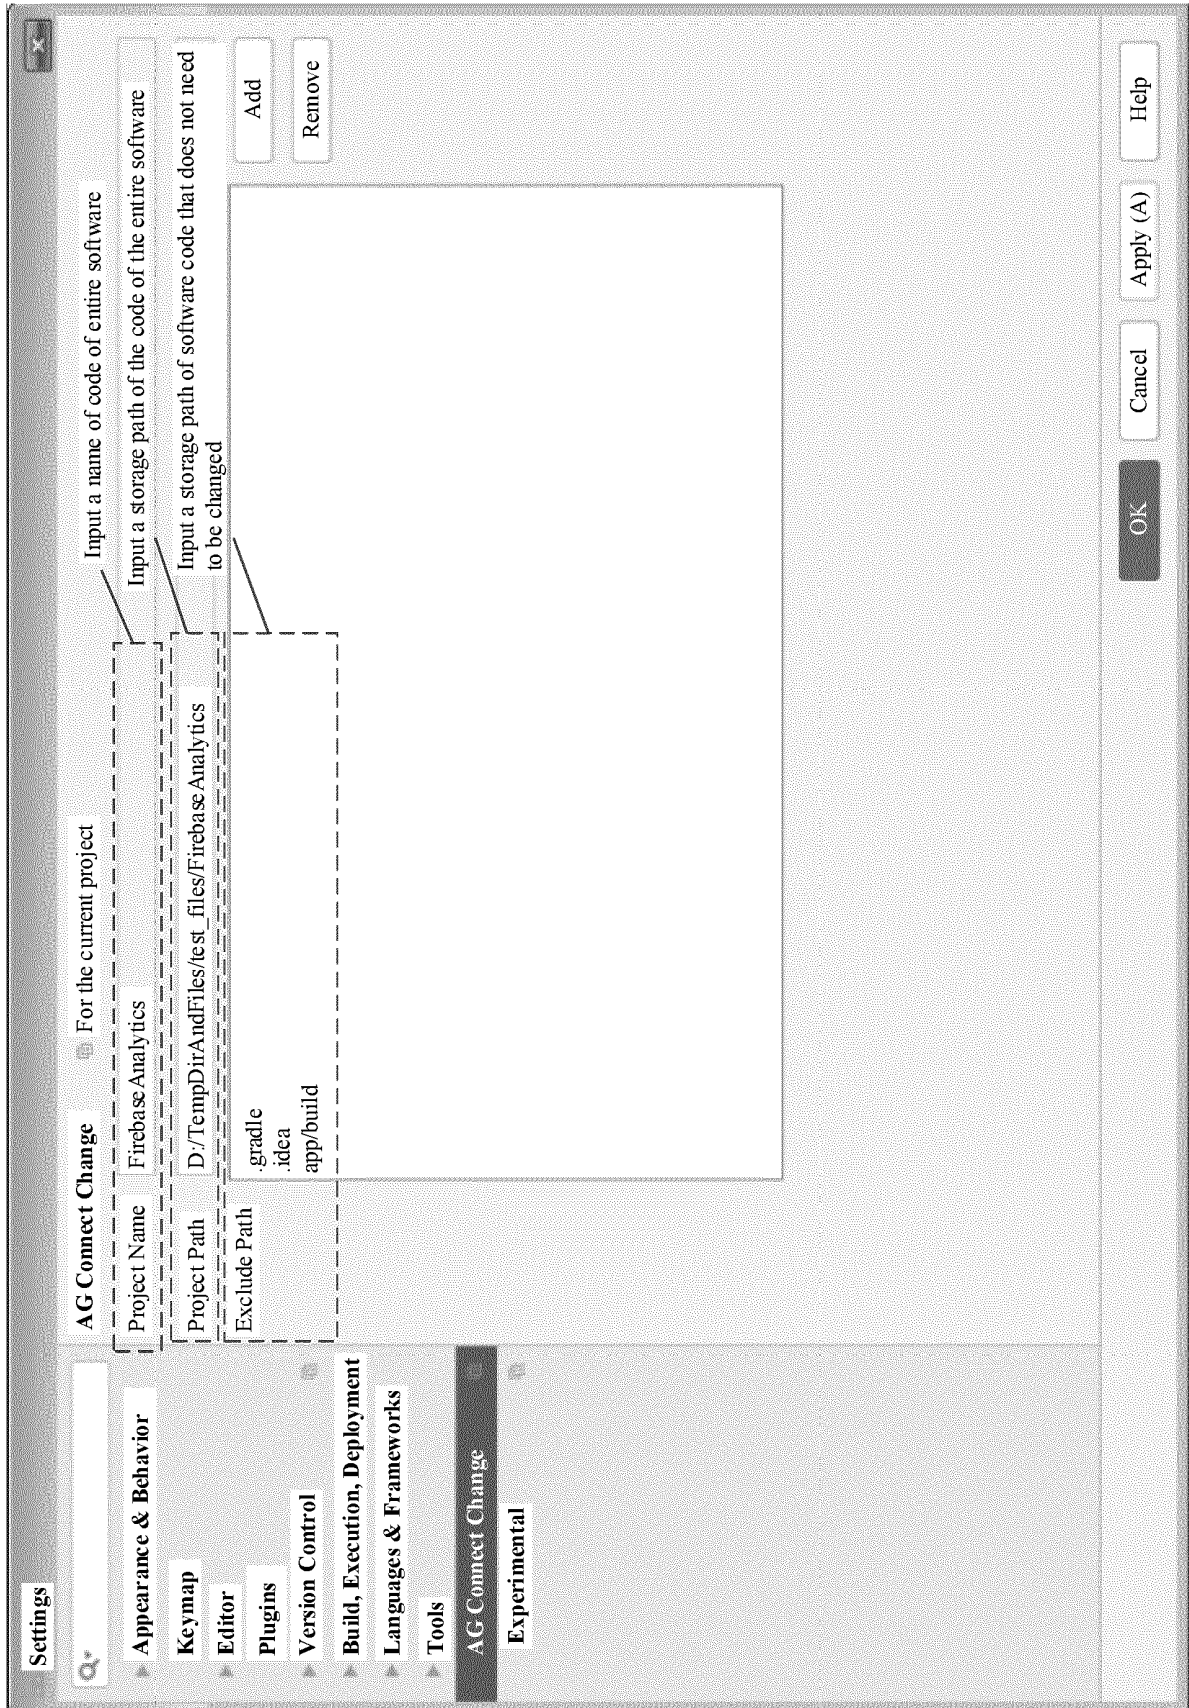 Settings
Appearance & Behavior
Keymap
Editor
Plugins
Version Control
Build, Execution, Deployment
Languages & Frameworks
Tools
AG Connect Change
Experimental
AG Connect Change
For the current project
Input a name of code of entire software
Project Name
FirebaseAnalytics
Input a storage path of the code of the entire software
Project Path
D:/TempDirAndFiles/test_files/FirebaseAnalytics
Input a storage path of software code that does not need
to be changed
Exclude Path
.gradle
.idea
app/build
Add
Remove
OK
Cancel
Apply (A)
Help